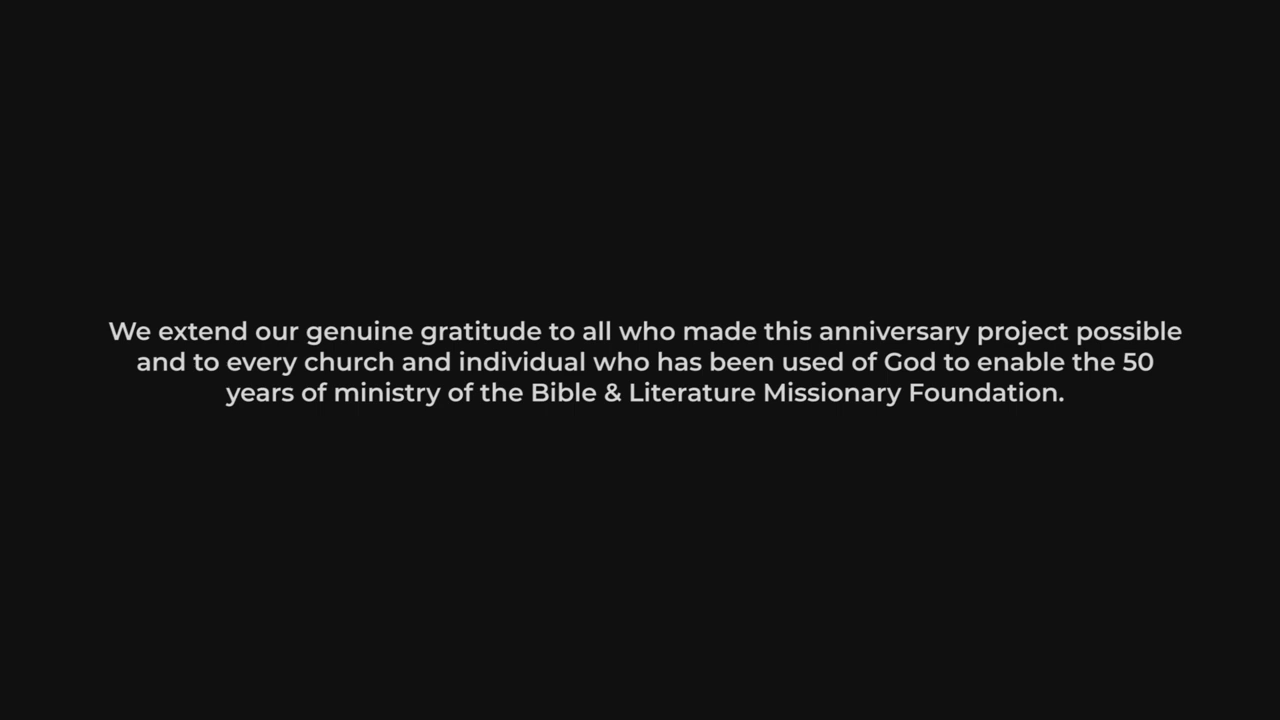 We extend our genuine gratitude to all who made this anniversary project possible
and to every church and individual who has been used of God to enable the 50
years of ministry of the Bible & Literature Missionary Foundation.